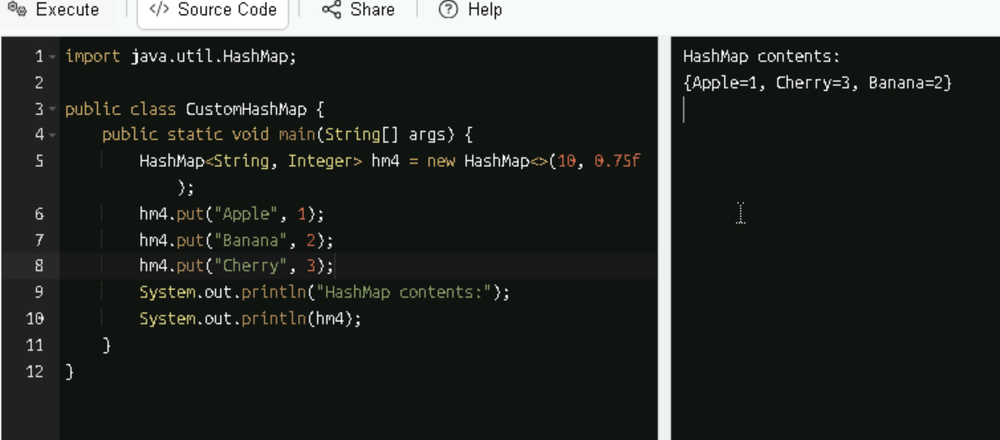 Execute
</> Source Code
Share
Help
1 import java.util.HashMap;
2
3 public class CustomHashMap {
4 public static void main(String[] args) {
5 HashMap<String, Integer> hm4 = new HashMap<>(10, 0.75f
);
6 hm4.put("Apple", 1);
7 hm4.put("Banana", 2);
8 hm4.put("Cherry", 3);
9 System.out.println("HashMap contents:");
10 System.out.println(hm4);
11 }
12 }
HashMap contents:
{Apple=1, Cherry=3, Banana=2}